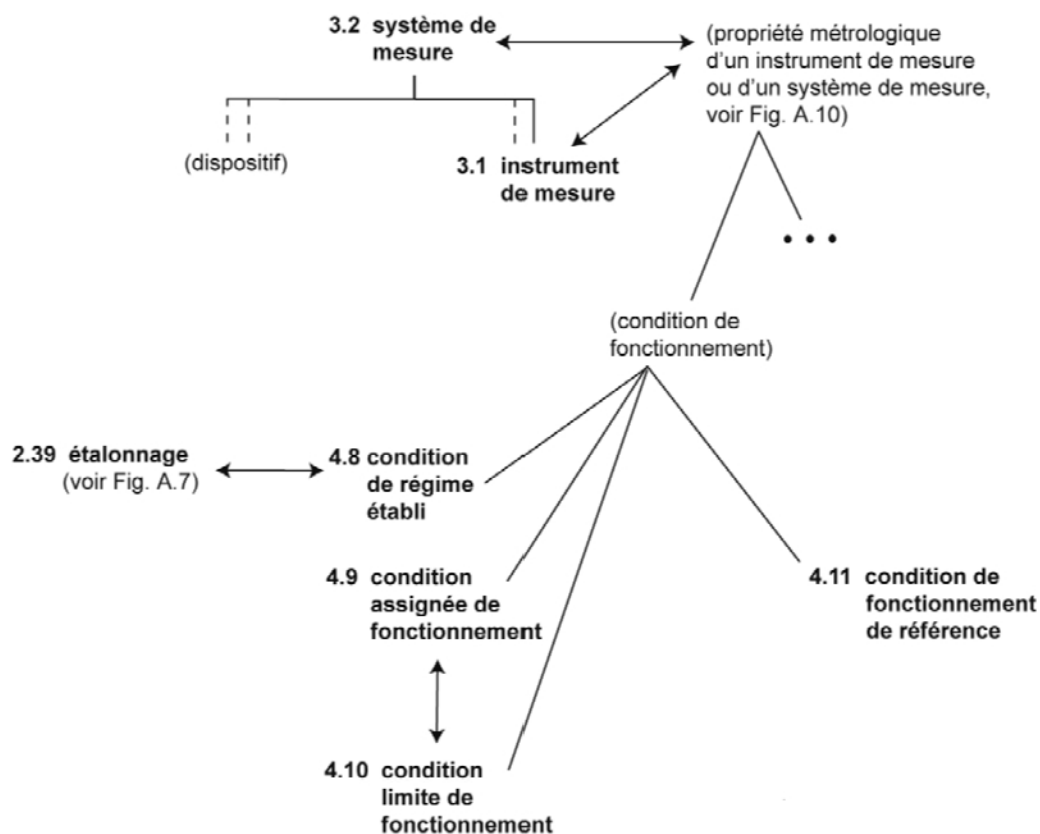 3.2 système de
mesure
(propriété métrologique
d'un instrument de mesure
ou d'un système de mesure,
voir Fig. A.10)
(dispositif)
3.1 instrument
de mesure
• • •
(condition de
fonctionnement)
2.39 étalonnage
(voir Fig. A.7)
4.8 condition
de régime
établi
4.9 condition
assignée de
fonctionnement
4.11 condition de
fonctionnement
de référence
4.10 condition
limite de
fonctionnement